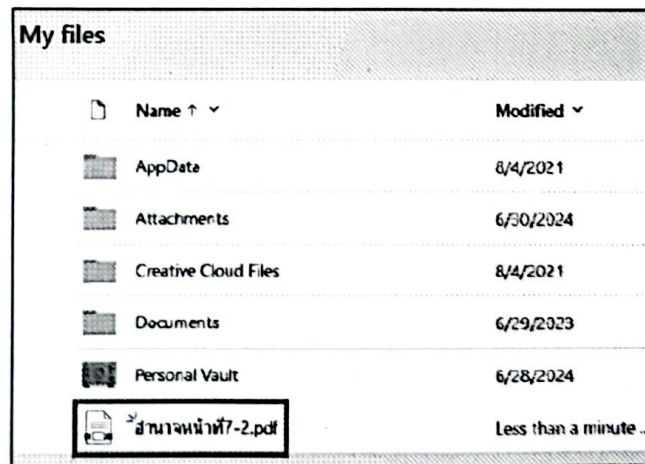 My files
Name ↑ Modified
AppData 8/4/2021
Attachments 6/30/2024
Creative Cloud Files 8/4/2021
Documents 6/29/2023
Personal Vault 6/28/2024
อำนาจหน้าที่7-2.pdf Less than a minute ..